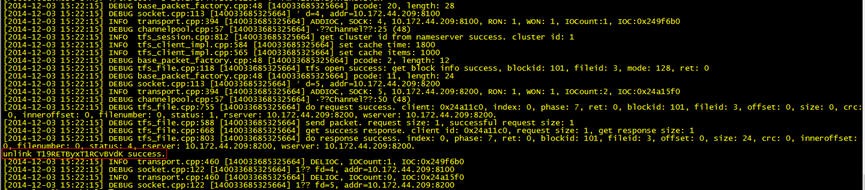 [2014-12-03 15:22:15] DEBUG base_packet_factory.cpp:48 [140033685325664] pcode: 20, length: 28
[2014-12-03 15:22:15] DEBUG socket.cpp:113 [140033685325664] ' d=4, addr=10.172.44.209:8100
[2014-12-03 15:22:15] INFO transport.cpp:394 [140033685325664] ADDIOC, SOCK: 4, 10.172.44.209:8100, RON: 1, WON: 1, IOCount:1, IOC:0x249f6b0
[2014-12-03 15:22:15] DEBUG channelpool.cpp:57 [140033685325664] .??channel??:25 (48)
[2014-12-03 15:22:15] INFO tfs_session.cpp:812 [140033685325664] get cluster id from nameserver success. cluster id: 1
[2014-12-03 15:22:15] INFO tfs_client_impl.cpp:584 [140033685325664] set cache time: 1800
[2014-12-03 15:22:15] INFO tfs_client_impl.cpp:565 [140033685325664] set cache items: 1000
[2014-12-03 15:22:15] DEBUG base_packet_factory.cpp:48 [140033685325664] pcode: 2, length: 12
[2014-12-03 15:22:15] DEBUG tfs_file.cpp:118 [140033685325664] tfs open success: get block info success, blockid: 101, fileid: 3, mode: 128, ret: 0
[2014-12-03 15:22:15] DEBUG base_packet_factory.cpp:48 [140033685325664] pcode: 11, length: 24
[2014-12-03 15:22:15] DEBUG socket.cpp:113 [140033685325664] ' d=5, addr=10.172.44.209:8200
[2014-12-03 15:22:15] INFO transport.cpp:394 [140033685325664] ADDIOC, SOCK: 5, 10.172.44.209:8200, RON: 1, WON: 1, IOCount:2, IOC:0x24a15f0
[2014-12-03 15:22:15] DEBUG channelpool.cpp:57 [140033685325664] .??channel??:50 (48)
[2014-12-03 15:22:15] DEBUG tfs_file.cpp:755 [140033685325664] do request success. client: 0x24a11c0, index: 0, phase: 7, ret: 0, blockid: 101, fileid: 3, offset: 0, size: 0, crc:
0, inneroffset: 0, filenumber: 0, status: 1, rserver: 10.172.44.209:8200, wserver: 10.172.44.209:8200.
[2014-12-03 15:22:15] DEBUG tfs_file.cpp:588 [140033685325664] send packet. request size: 1, successful request size: 1
[2014-12-03 15:22:15] DEBUG tfs_file.cpp:668 [140033685325664] get success response. client id: 0x24a11c0, request size: 1, get response size: 1
[2014-12-03 15:22:15] DEBUG tfs_file.cpp:803 [140033685325664] do response success. index: 0, phase: 7, ret: 0, blockid: 101, fileid: 3, offset: 0, size: 24, crc: 0, inneroffset:
0, filenumber: 0, status: 4, rserver: 10.172.44.209:8200, wserver: 10.172.44.209:8200.
unlink T19RETByxT1RCvBVdK success.
[2014-12-03 15:22:15] INFO transport.cpp:460 [140033685325664] DELIOC, IOCount:1, IOC:0x249f6b0
[2014-12-03 15:22:15] DEBUG socket.cpp:122 [140033685325664] 1?? fd=4, addr=10.172.44.209:8100
[2014-12-03 15:22:15] INFO transport.cpp:460 [140033685325664] DELIOC, IOCount:0, IOC:0x24a15f0
[2014-12-03 15:22:15] DEBUG socket.cpp:122 [140033685325664] 1?? fd=5, addr=10.172.44.209:8200